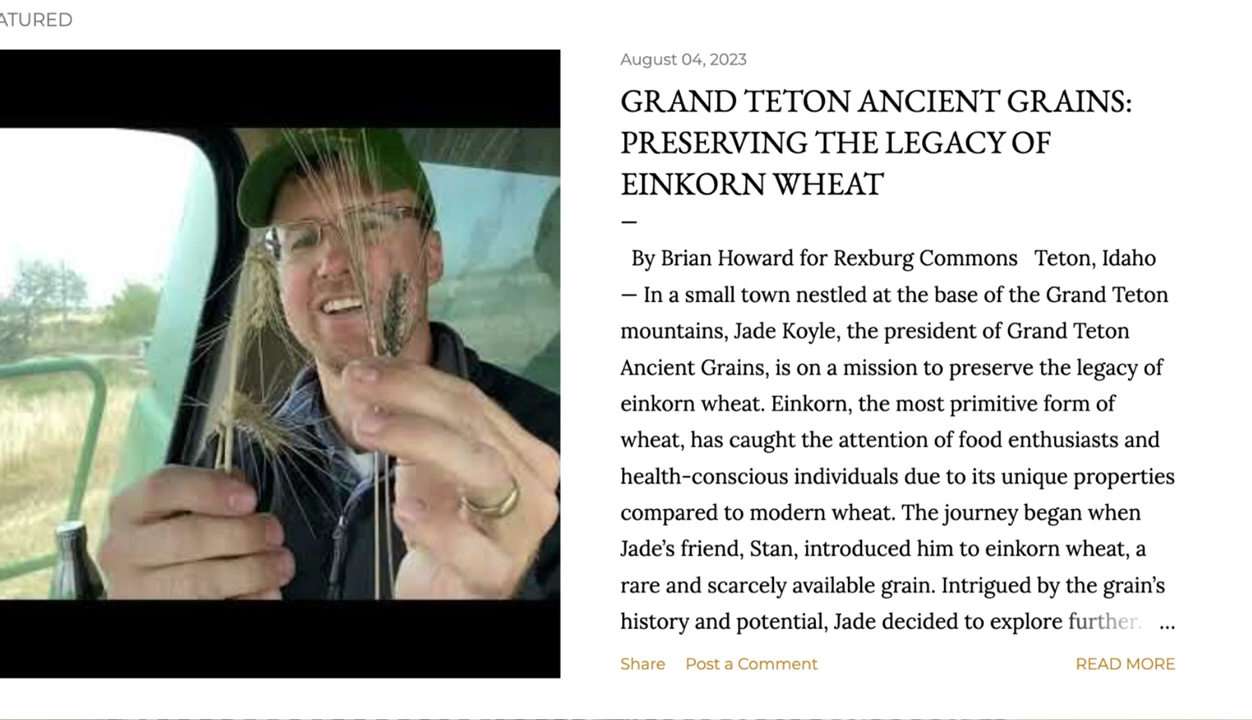 ATURED
August 04, 2023
GRAND TETON ANCIENT GRAINS:
PRESERVING THE LEGACY OF
EINKORN WHEAT
—
By Brian Howard for Rexburg Commons Teton, Idaho
— In a small town nestled at the base of the Grand Teton
mountains, Jade Koyle, the president of Grand Teton
Ancient Grains, is on a mission to preserve the legacy of
einkorn wheat. Einkorn, the most primitive form of
wheat, has caught the attention of food enthusiasts and
health-conscious individuals due to its unique properties
compared to modern wheat. The journey began when
Jade’s friend, Stan, introduced him to einkorn wheat, a
rare and scarcely available grain. Intrigued by the grain’s
history and potential, Jade decided to explore further. ...
Share Post a Comment READ MORE